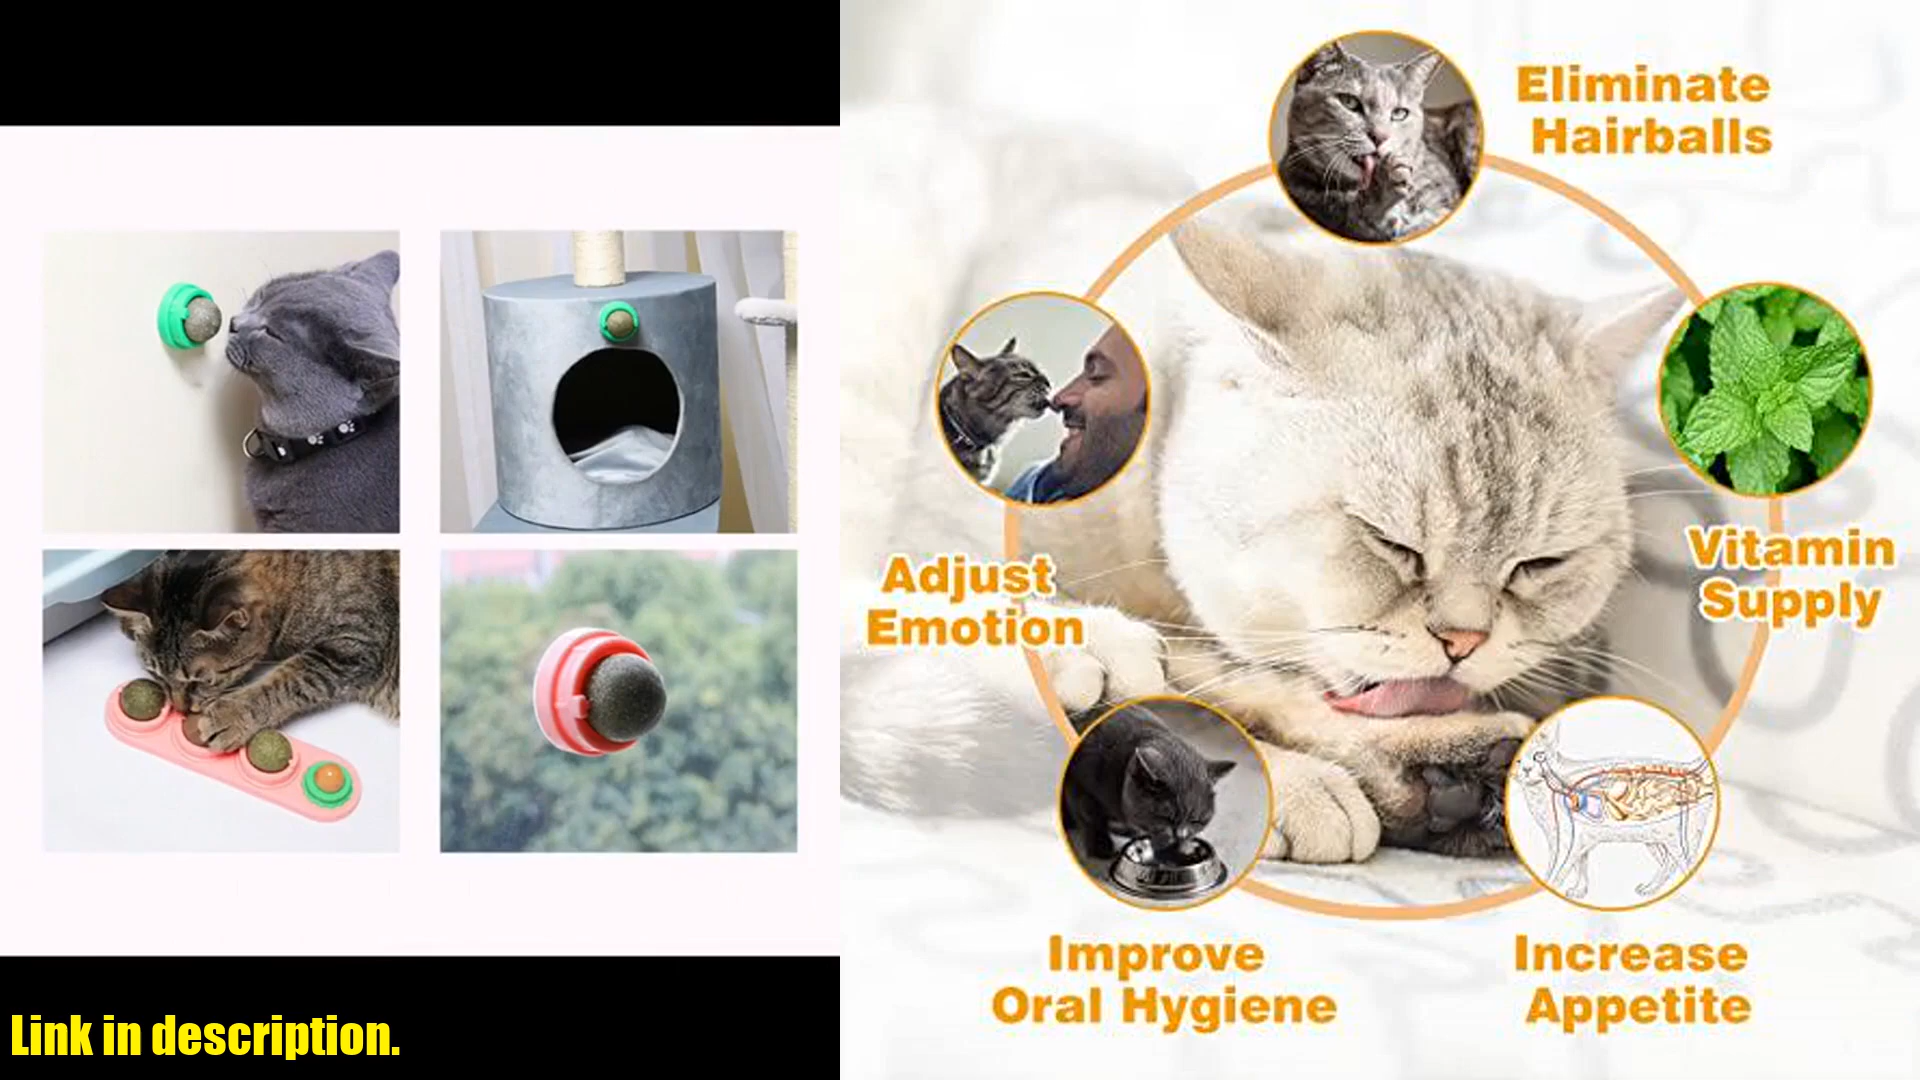 Eliminate
Hairballs
Vitamin
Supply
Adjust
Emotion
Improve
Oral Hygiene
Increase
Appetite
Link in description.